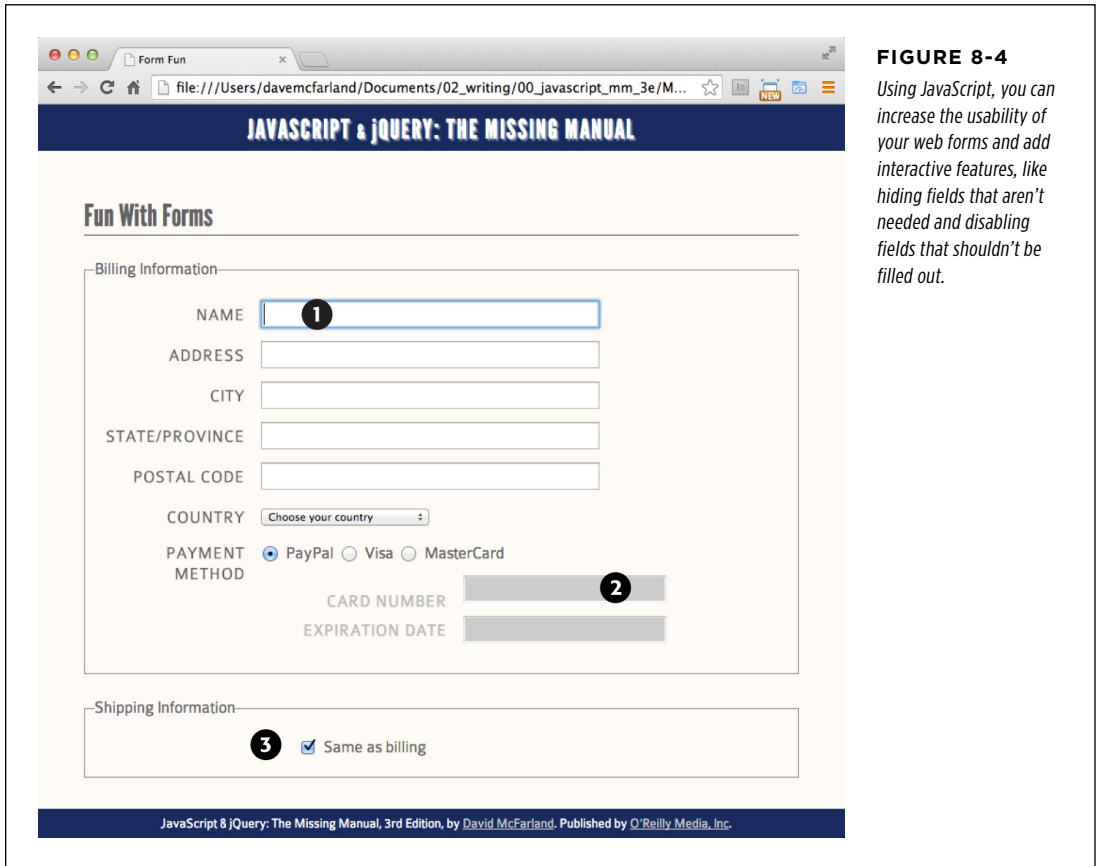 Form Fun
file:///Users/davemcfarland/Documents/02_writing/00_javascript_mm_3e/M...
NEW
JAVASCRIPT & jQUERY: THE MISSING MANUAL
Fun With Forms
Billing Information
NAME
1
ADDRESS
CITY
STATE/PROVINCE
POSTAL CODE
COUNTRY
Choose your country
PAYMENT
METHOD
PayPal Visa MasterCard
CARD NUMBER
2
EXPIRATION DATE
Shipping Information
3
Same as billing
JavaScript & jQuery: The Missing Manual, 3rd Edition, by David McFarland. Published by O'Reilly Media, Inc.
FIGURE 8-4
Using JavaScript, you can
increase the usability of
your web forms and add
interactive features, like
hiding fields that aren't
needed and disabling
fields that shouldn't be
filled out.